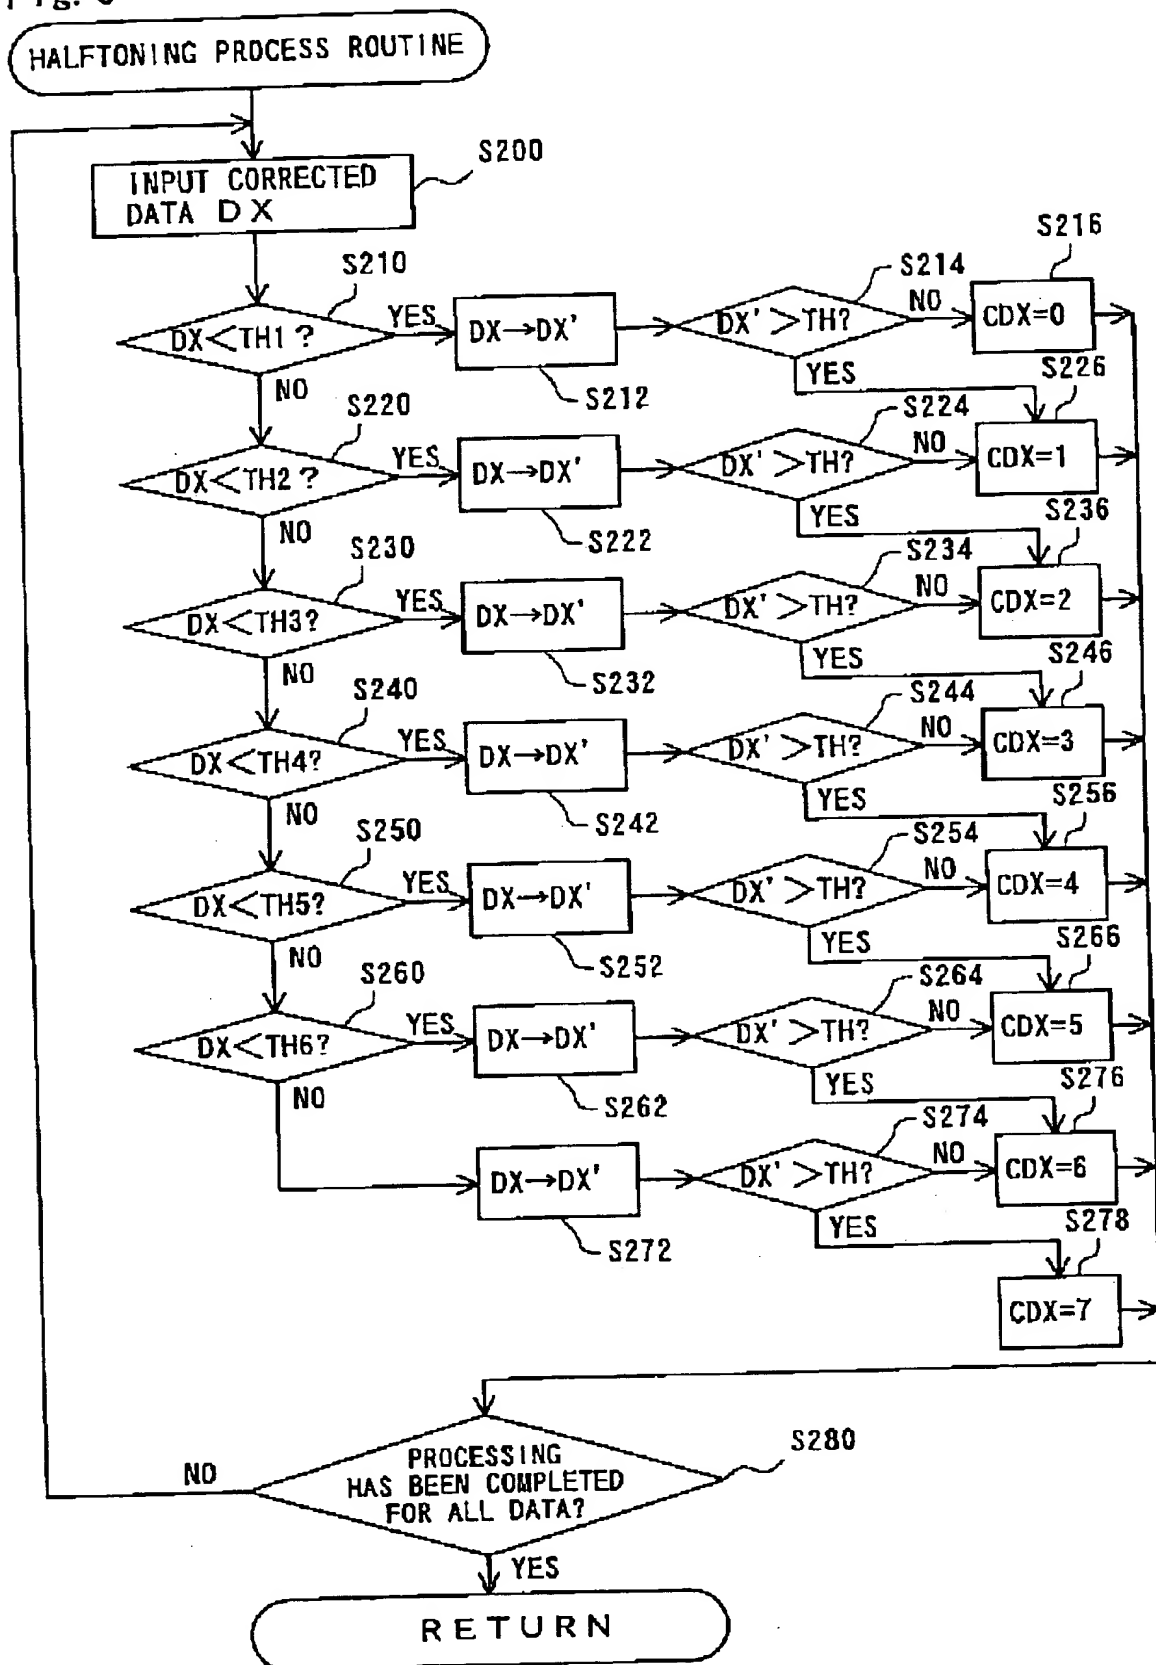 HALFTONING PROCESS ROUTINE
S200
INPUT CORRECTED
DATA DX
S210
DX<TH1?
YES
NO
DX→DX'
S212
S214
DX'>TH?
NO
YES
S216
CDX=0
S220
DX<TH2?
YES
NO
DX→DX'
S222
S224
DX'>TH?
NO
YES
S226
CDX=1
S230
DX<TH3?
YES
NO
DX→DX'
S232
S234
DX'>TH?
NO
YES
S236
CDX=2
S240
DX<TH4?
YES
NO
DX→DX'
S242
S244
DX'>TH?
NO
YES
S246
CDX=3
S250
DX<TH5?
YES
NO
DX→DX'
S252
S254
DX'>TH?
NO
YES
S256
CDX=4
S260
DX<TH6?
YES
NO
DX→DX'
S262
S264
DX'>TH?
NO
YES
S266
CDX=5
DX→DX'
S272
S274
DX'>TH?
NO
YES
S276
CDX=6
S278
CDX=7
S280
PROCESSING
HAS BEEN COMPLETED
FOR ALL DATA?
NO
YES
RETURN